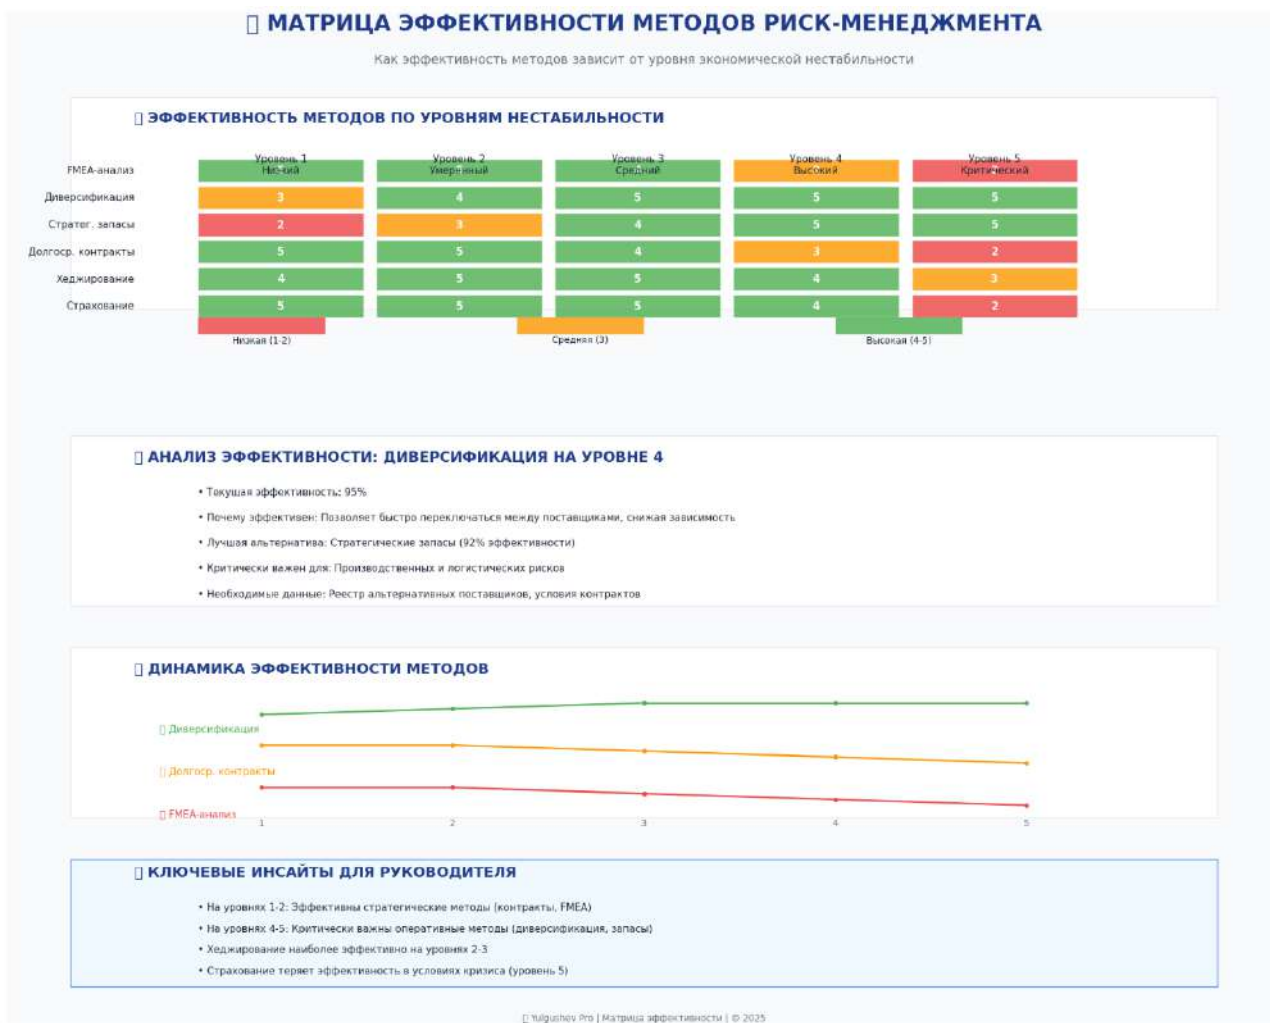 МАТРИЦА ЭФФЕКТИВНОСТИ МЕТОДОВ РИСК-МЕНЕДЖМЕНТА
Как эффективность методов зависит от уровня экономической нестабильности
ЭФФЕКТИВНОСТЬ МЕТОДОВ ПО УРОВНЯМ НЕСТАБИЛЬНОСТИ
Уровень 1 Уровень 2 Уровень 3 Уровень 4 Уровень 5
FMEA-анализ Низкий Умеренный Средний Высокий Критический
Диверсификация 3 4 5 5 5
Стратег. запасы 2 3 4 5 5
Долгоср. контракты 5 5 4 3 2
Хеджирование 4 5 5 4 3
Страхование 5 5 5 4 2
Низкая (1-2) Средняя (3) Высокая (4-5)
АНАЛИЗ ЭФФЕКТИВНОСТИ: ДИВЕРСИФИКАЦИЯ НА УРОВНЕ 4
• Текущая эффективность: 95%
• Почему эффективен: Позволяет быстро переключаться между поставщиками, снижая зависимость
• Лучшая альтернатива: Стратегические запасы (92% эффективности)
• Критически важен для: Производственных и логистических рисков
• Необходимые данные: Реестр альтернативных поставщиков, условия контрактов
ДИНАМИКА ЭФФЕКТИВНОСТИ МЕТОДОВ
Диверсификация
Долгоср. контракты
FMEA-анализ
1 2 3 4 5
КЛЮЧЕВЫЕ ИНСАЙТЫ ДЛЯ РУКОВОДИТЕЛЯ
• На уровнях 1-2: Эффективны стратегические методы (контракты, FMEA)
• На уровнях 4-5: Критически важны оперативные методы (диверсификация, запасы)
• Хеджирование наиболее эффективно на уровнях 2-3
• Страхование теряет эффективность в условиях кризиса (уровень 5)
Yulgushev Pro | Матрица эффективности | © 2025